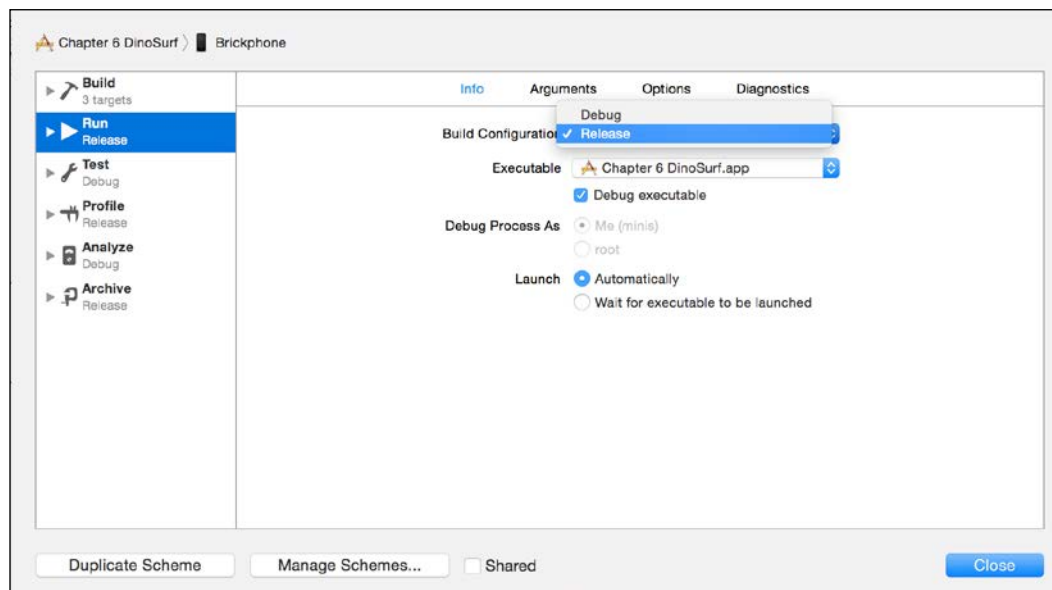 Chapter 6 DinoSurf 〉 Brickphone
Build
3 targets
Run
Release
Test
Debug
Profile
Release
Analyze
Debug
Archive
Release
Info Arguments Options Diagnostics
Debug
Build Configuration ✓ Release
Executable Chapter 6 DinoSurf.app
Debug executable
Debug Process As Me (minis)
root
Launch Automatically
Wait for executable to be launched
Duplicate Scheme Manage Schemes... Shared Close